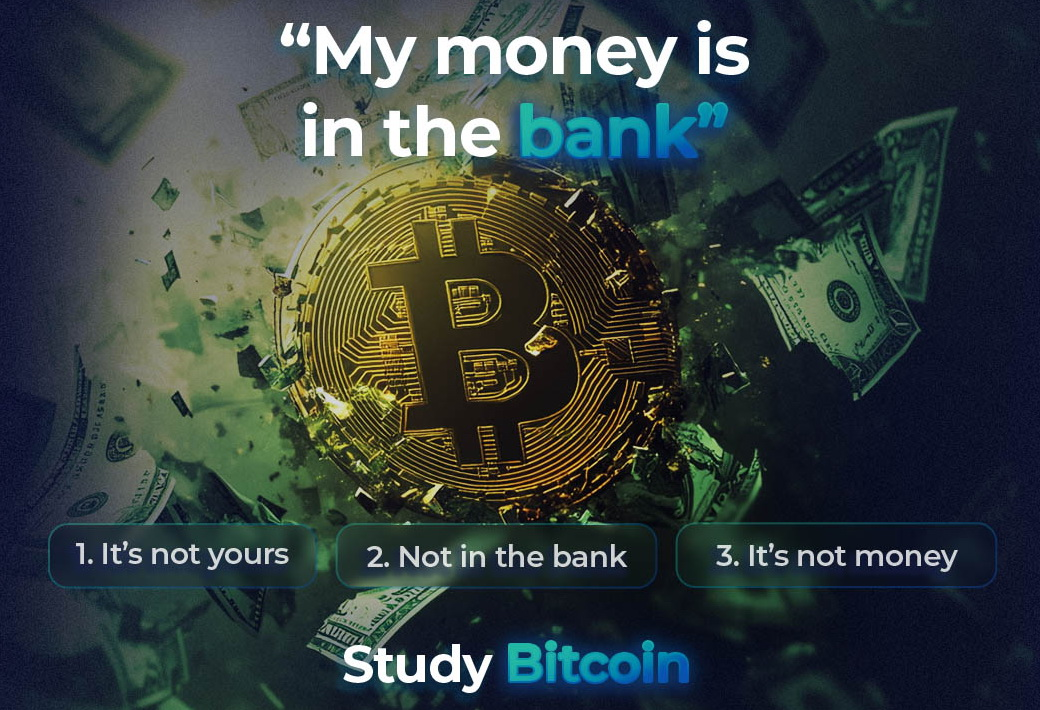 “My money is
in the bank”
1. It’s not yours
2. Not in the bank
3. It’s not money
Study Bitcoin